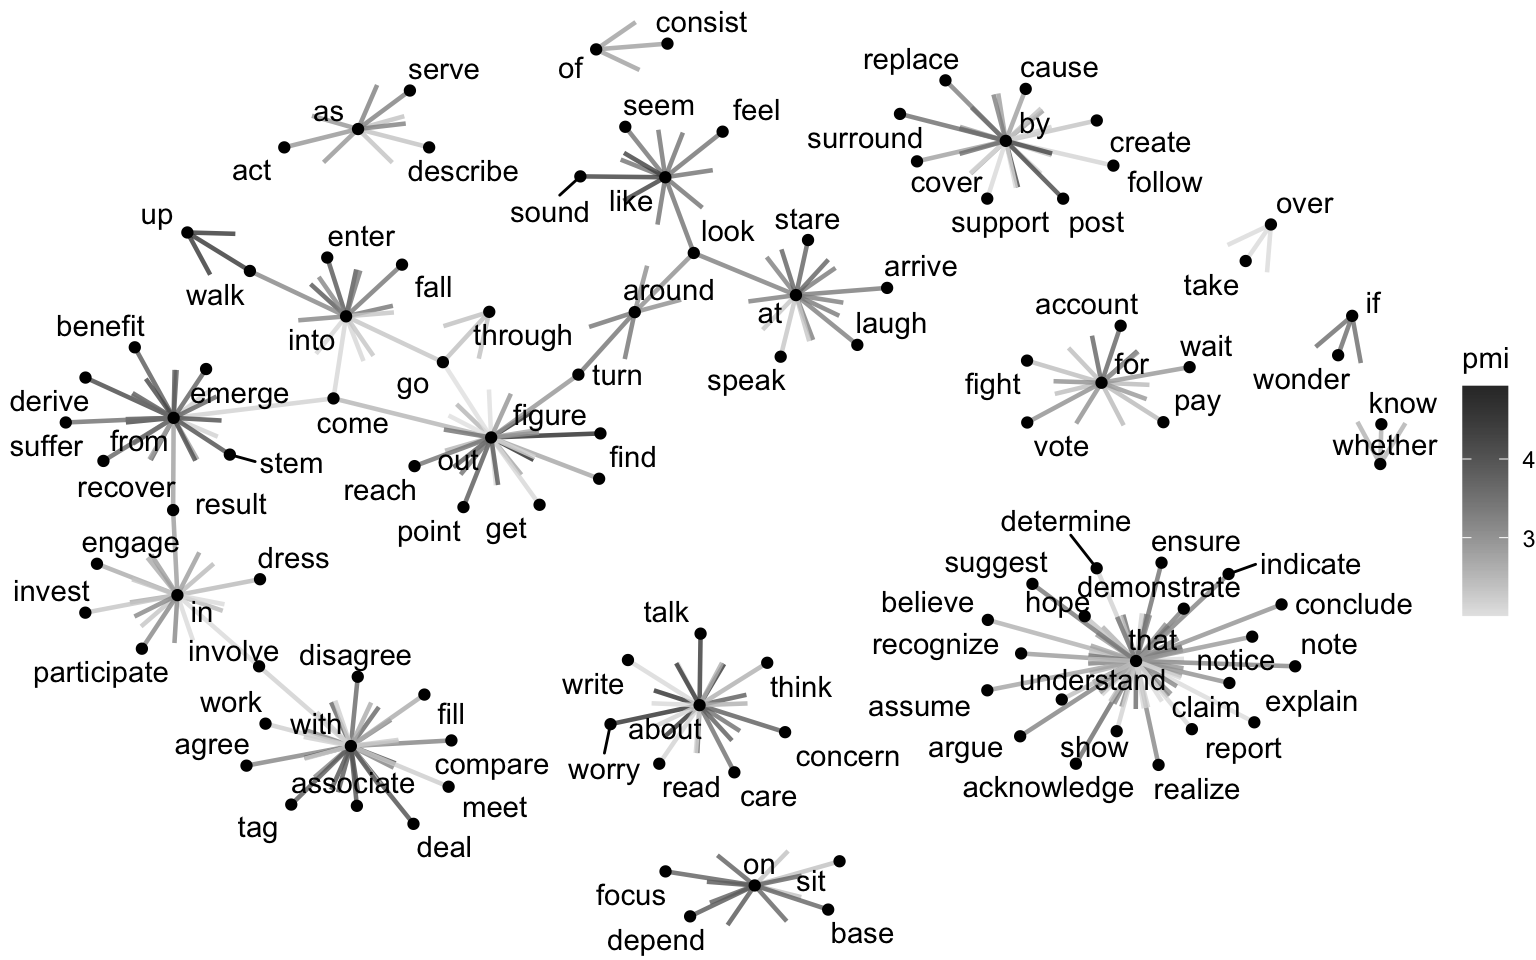 consist
of
serve
as
act
describe
seem
feel
sound
like
replace
cause
by
surround
create
cover
follow
support
post
up
walk
enter
fall
into
look
stare
arrive
around
at
laugh
speak
over
take
through
go
turn
account
for
wait
fight
pay
vote
if
wonder
know
whether
pmi
4
3
benefit
derive
emerge
suffer
from
stem
recover
result
come
figure
out
find
reach
point
get
engage
dress
invest
in
participate
involve
disagree
work
with
fill
agree
compare
associate
meet
tag
deal
talk
write
think
about
worry
concern
read
care
determine
suggest
ensure
indicate
believe
hope
demonstrate
conclude
recognize
that
notice
note
understand
assume
claim
explain
argue
show
report
acknowledge
realize
on
sit
focus
depend
base